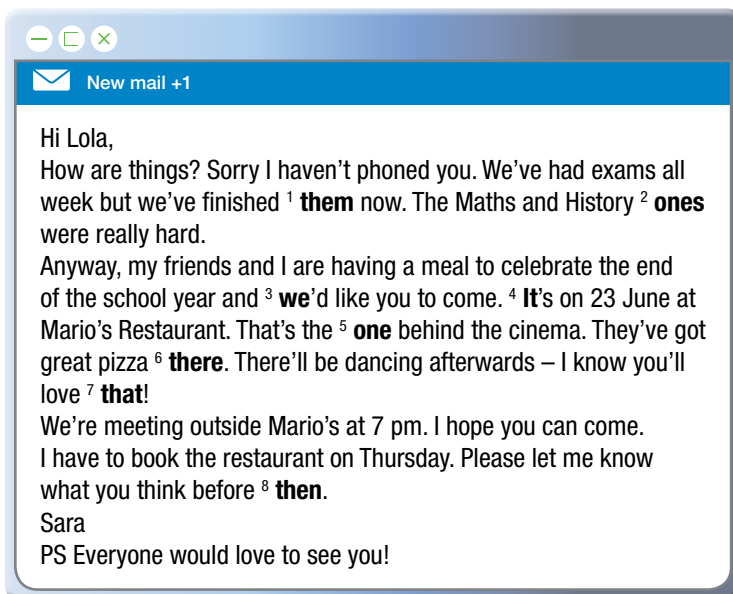 New mail +1
Hi Lola,
How are things? Sorry I haven't phoned you. We've had exams all
week but we've finished ¹ them now. The Maths and History ² ones
were really hard.
Anyway, my friends and I are having a meal to celebrate the end
of the school year and ³ we'd like you to come. ⁴ It's on 23 June at
Mario's Restaurant. That's the ⁵ one behind the cinema. They've got
great pizza ⁶ there. There'll be dancing afterwards – I know you'll
love ⁷ that!
We're meeting outside Mario's at 7 pm. I hope you can come.
I have to book the restaurant on Thursday. Please let me know
what you think before ⁸ then.
Sara
PS Everyone would love to see you!